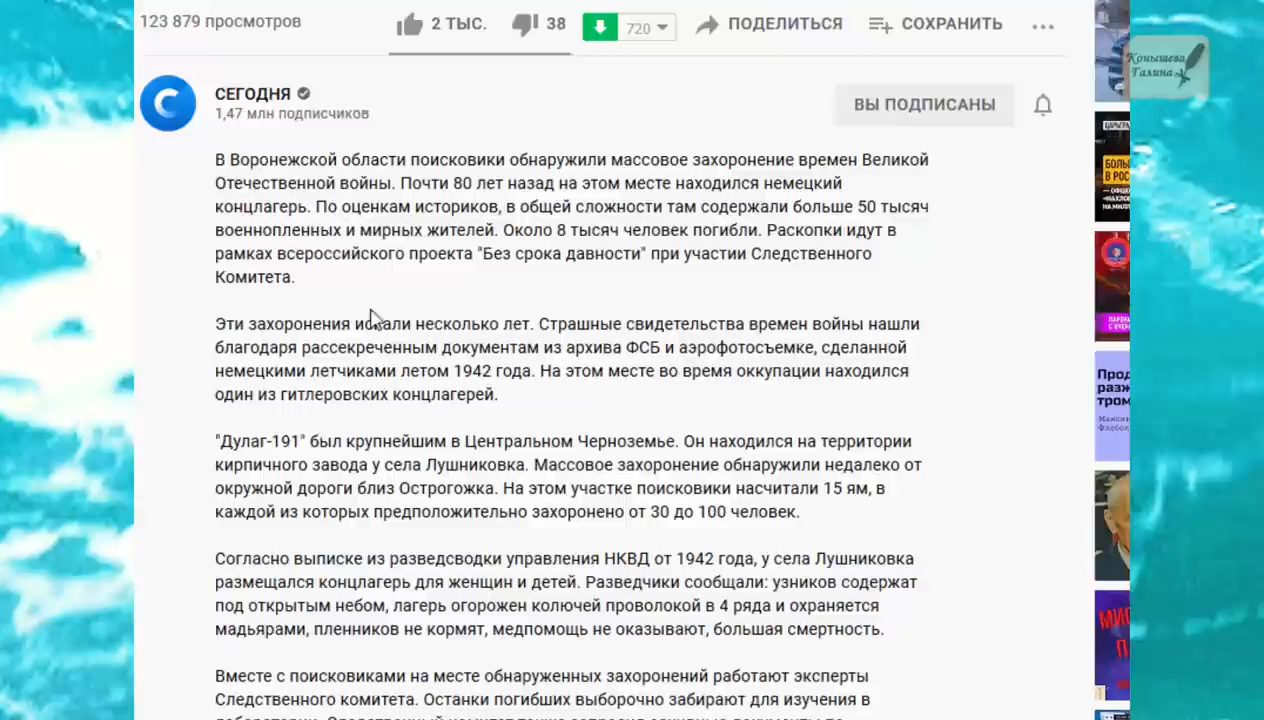 123 879 просмотров
2 ТЫС.
38
720
ПОДЕЛИТЬСЯ
СОХРАНИТЬ
Конышева
Галина
СЕГОДНЯ
1,47 млн подписчиков
ВЫ ПОДПИСАНЫ
В Воронежской области поисковики обнаружили массовое захоронение времен Великой
Отечественной войны. Почти 80 лет назад на этом месте находился немецкий
концлагерь. По оценкам историков, в общей сложности там содержали больше 50 тысяч
военнопленных и мирных жителей. Около 8 тысяч человек погибли. Раскопки идут в
рамках всероссийского проекта "Без срока давности" при участии Следственного
Комитета.
Эти захоронения искали несколько лет. Страшные свидетельства времен войны нашли
благодаря рассекреченным документам из архива ФСБ и аэрофотосъемке, сделанной
немецкими летчиками летом 1942 года. На этом месте во время оккупации находился
один из гитлеровских концлагерей.
"Дулаг-191" был крупнейшим в Центральном Черноземье. Он находился на территории
кирпичного завода у села Лушниковка. Массовое захоронение обнаружили недалеко от
окружной дороги близ Острогожка. На этом участке поисковики насчитали 15 ям, в
каждой из которых предположительно захоронено от 30 до 100 человек.
Согласно выписке из разведсводки управления НКВД от 1942 года, у села Лушниковка
размещался концлагерь для женщин и детей. Разведчики сообщали: узников содержат
под открытым небом, лагерь огорожен колючей проволокой в 4 ряда и охраняется
мадьярами, пленников не кормят, медпомощь не оказывают, большая смертность.
Вместе с поисковиками на месте обнаруженных захоронений работают эксперты
Следственного комитета. Останки погибших выборочно забирают для изучения в